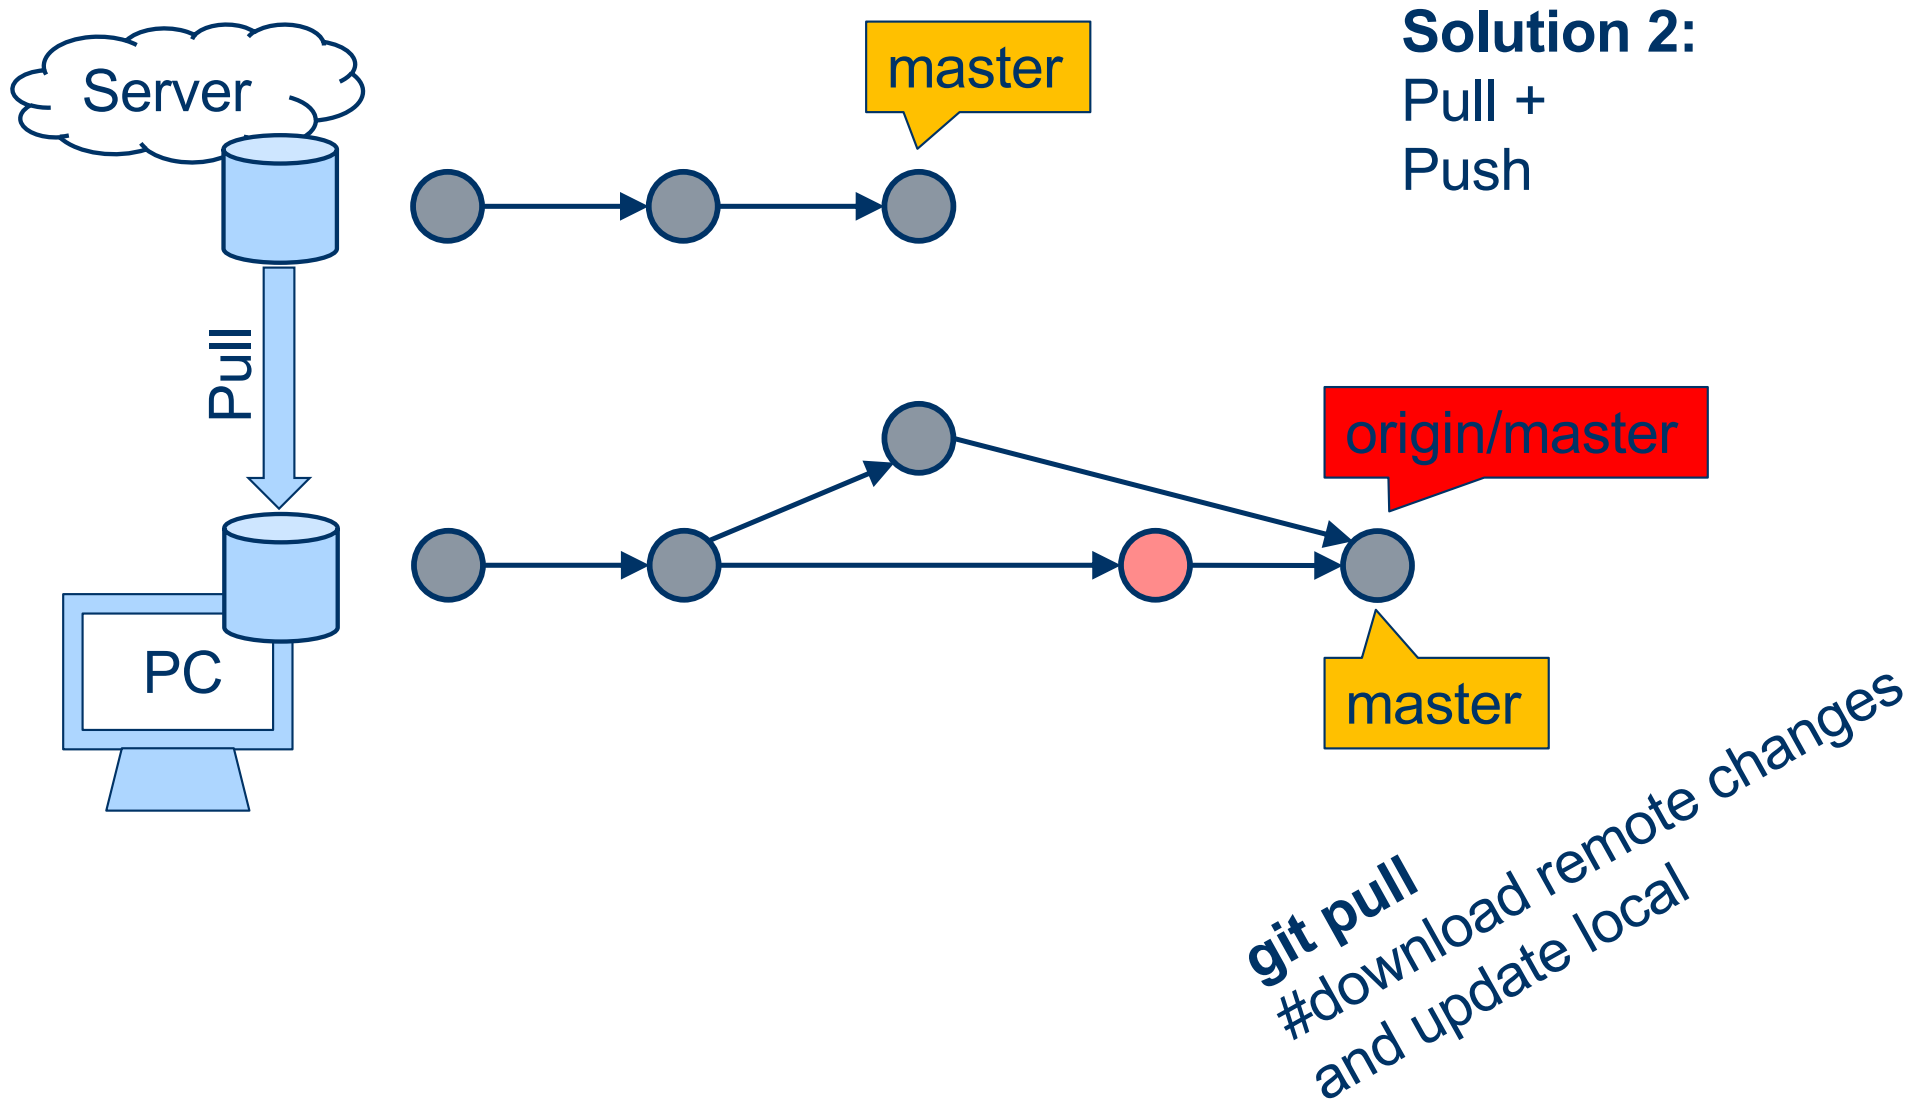 Server
master
Solution 2:
Pull +
Push
Pull
origin/master
PC
master
git pull
#download remote changes
and update local